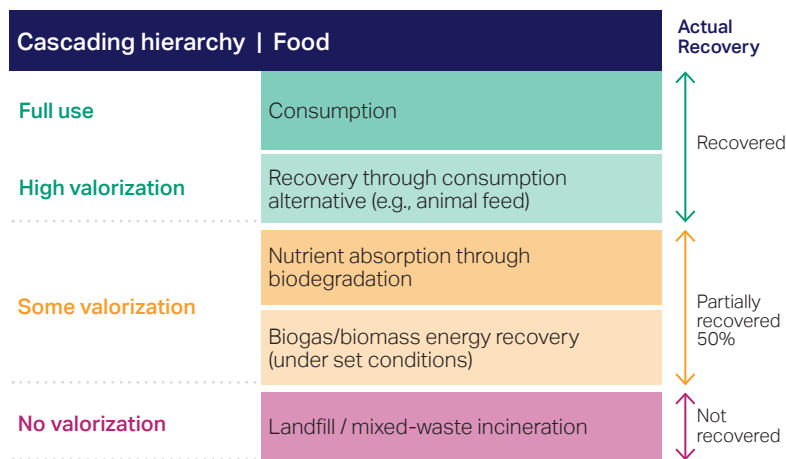 Cascading hierarchy | Food
Actual
Recovery
Full use
Consumption
Recovered
High valorization
Recovery through consumption
alternative (e.g., animal feed)
Some valorization
Nutrient absorption through
biodegradation
Biogas/biomass energy recovery
(under set conditions)
Partially
recovered
50%
No valorization
Landfill / mixed-waste incineration
Not
recovered